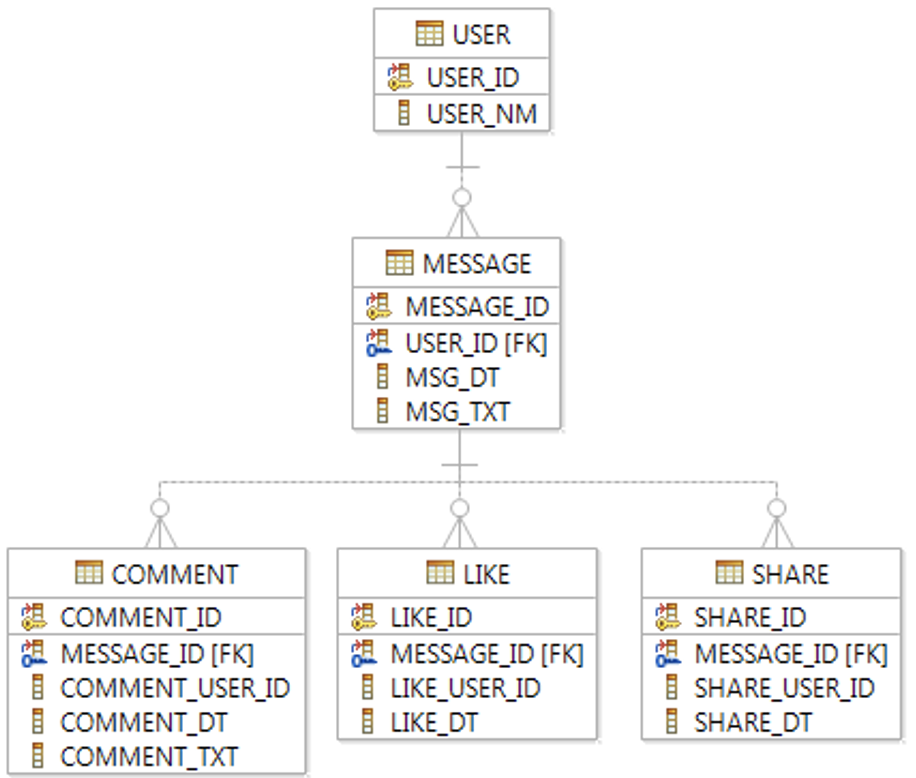 USER
USER_ID
USER_NM
MESSAGE
MESSAGE_ID
USER_ID [FK]
MSG_DT
MSG_TXT
COMMENT
COMMENT_ID
MESSAGE_ID [FK]
COMMENT_USER_ID
COMMENT_DT
COMMENT_TXT
LIKE
LIKE_ID
MESSAGE_ID [FK]
LIKE_USER_ID
LIKE_DT
SHARE
SHARE_ID
MESSAGE_ID [FK]
SHARE_USER_ID
SHARE_DT